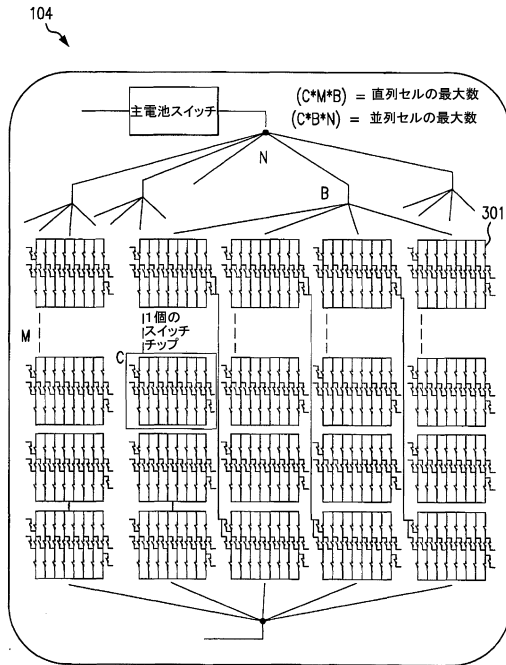 104
主電池スイッチ
(C*M*B) = 直列セルの最大数
(C*B*N) = 並列セルの最大数
N
B
301
M
1個の
スイッチ
チップ
C